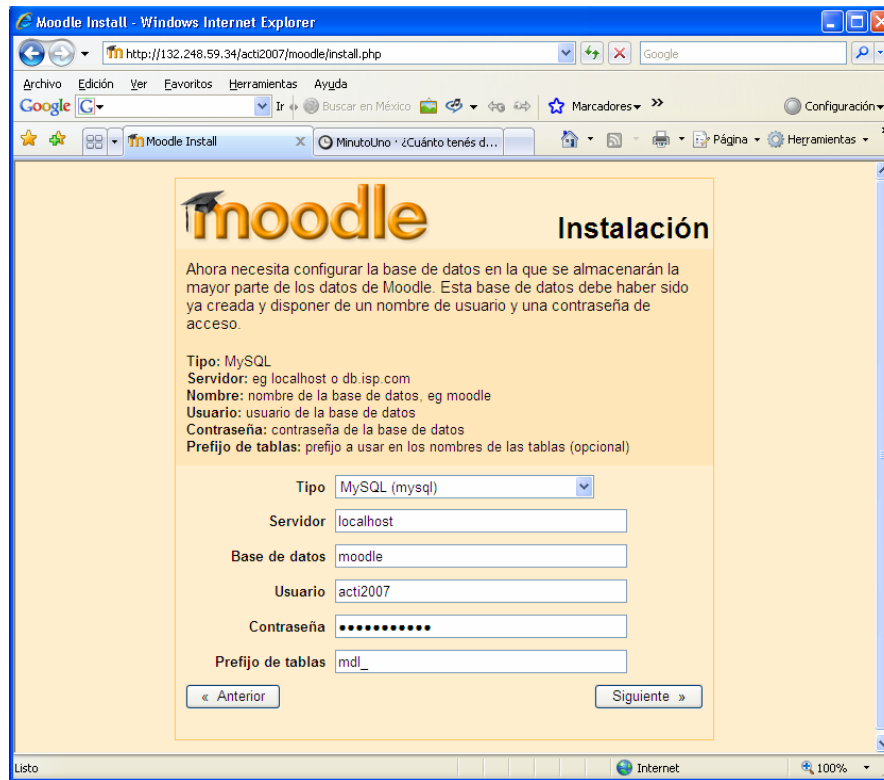 Moodle Install - Windows Internet Explorer
http://132.248.59.34/acti2007/moodle/install.php
Google
Archivo Edición Ver Favoritos Herramientas Ayuda
Google G Ir Buscar en México Marcadores » Configuración
Moodle Install X MinutoUno · ¿Cuánto tenés d... Página Herramientas »
moodle
Instalación
Ahora necesita configurar la base de datos en la que se almacenarán la
mayor parte de los datos de Moodle. Esta base de datos debe haber sido
ya creada y disponer de un nombre de usuario y una contraseña de
acceso.
Tipo: MySQL
Servidor: eg localhost o db.isp.com
Nombre: nombre de la base de datos, eg moodle
Usuario: usuario de la base de datos
Contraseña: contraseña de la base de datos
Prefijo de tablas: prefijo a usar en los nombres de las tablas (opcional)
Tipo MySQL (mysql)
Servidor localhost
Base de datos moodle
Usuario acti2007
Contraseña •••••••••••
Prefijo de tablas mdl_
« Anterior Siguiente »
Listo Internet 100%